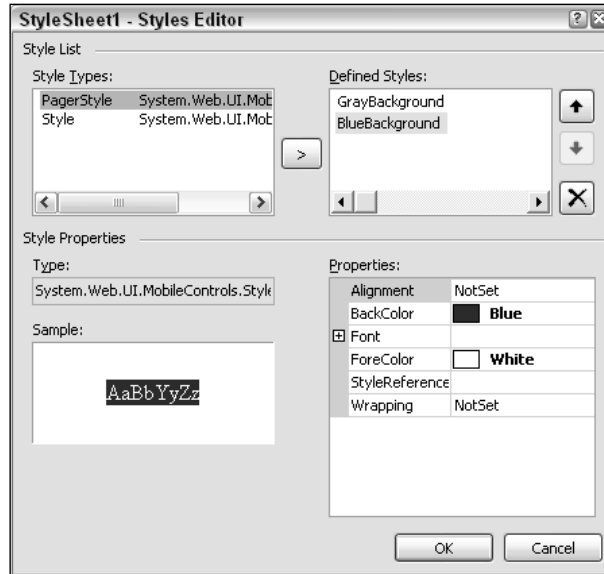 StyleSheet1 - Styles Editor
Style List
Style Types:
PagerStyle System.Web.UI.Mob
Style System.Web.UI.Mob
>
Defined Styles:
GrayBackground
BlueBackground
Style Properties
Type:
System.Web.UI.MobileControls.Style
Sample:
AaBbYyZz
Properties:
Alignment NotSet
BackColor Blue
Font
ForeColor White
StyleReference
Wrapping NotSet
OK Cancel